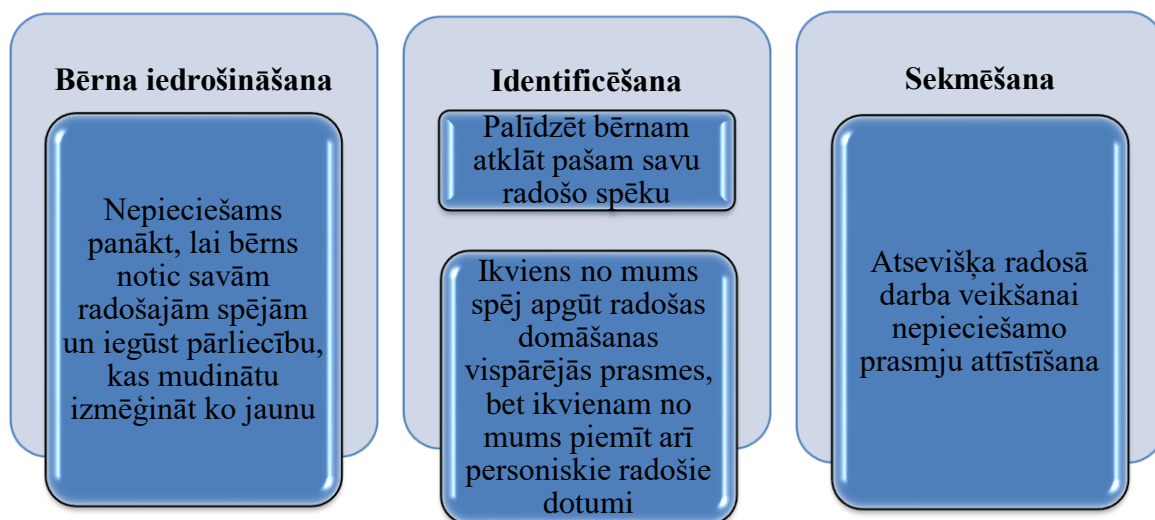 Bērna iedrošināšana
Nepieciešams
panākt, lai bērns
notic savām
radošajām spējām
un iegūst pārliecību,
kas mudinātu
izmēģināt ko jaunu
Identificēšana
Palīdzēt bērnam
atklāt pašam savu
radošo spēku
Ikviens no mums
spēj apgūt radošas
domāšanas
vispārējās prasmes,
bet ikvienam no
mums piemīt arī
personiskie radošie
dotumi
Sekmēšana
Atsevišķa radosā
darba veikšanai
nepieciešamo
prasmju attīstīšana